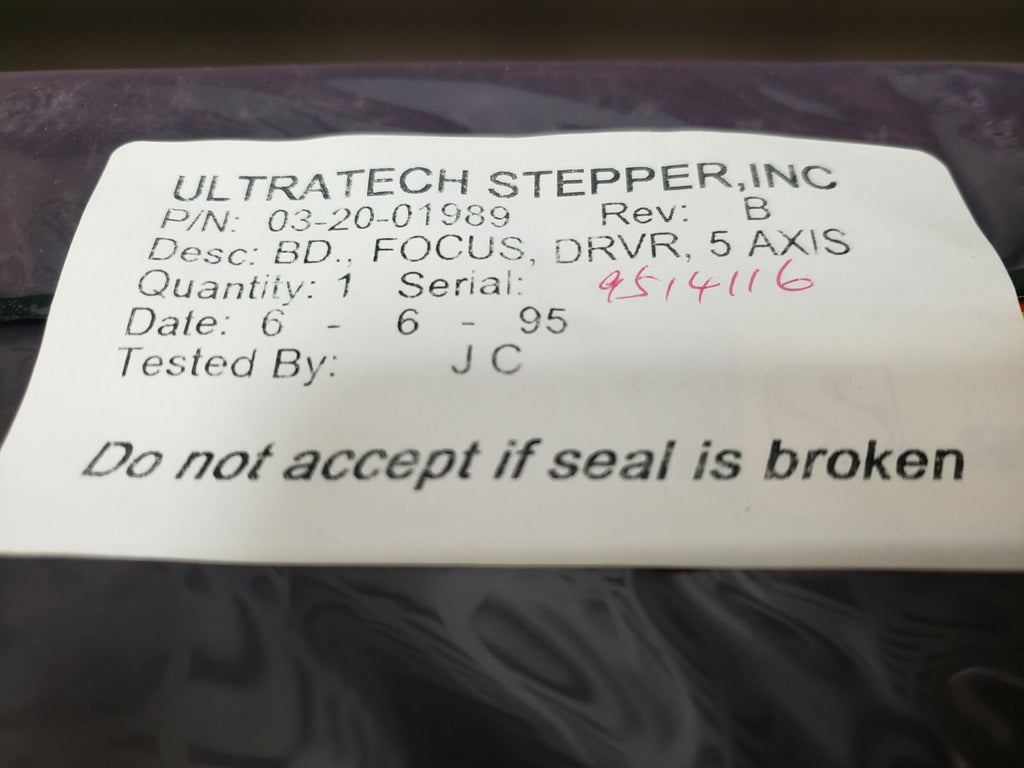 ULTRATECH STEPPER,INC
P/N: 03-20-01989 Rev: B
Desc: BD., FOCUS, DRVR, 5 AXIS
Quantity: 1 Serial: 9514116
Date: 6 - 6 - 95
Tested By: J C
Do not accept if seal is broken